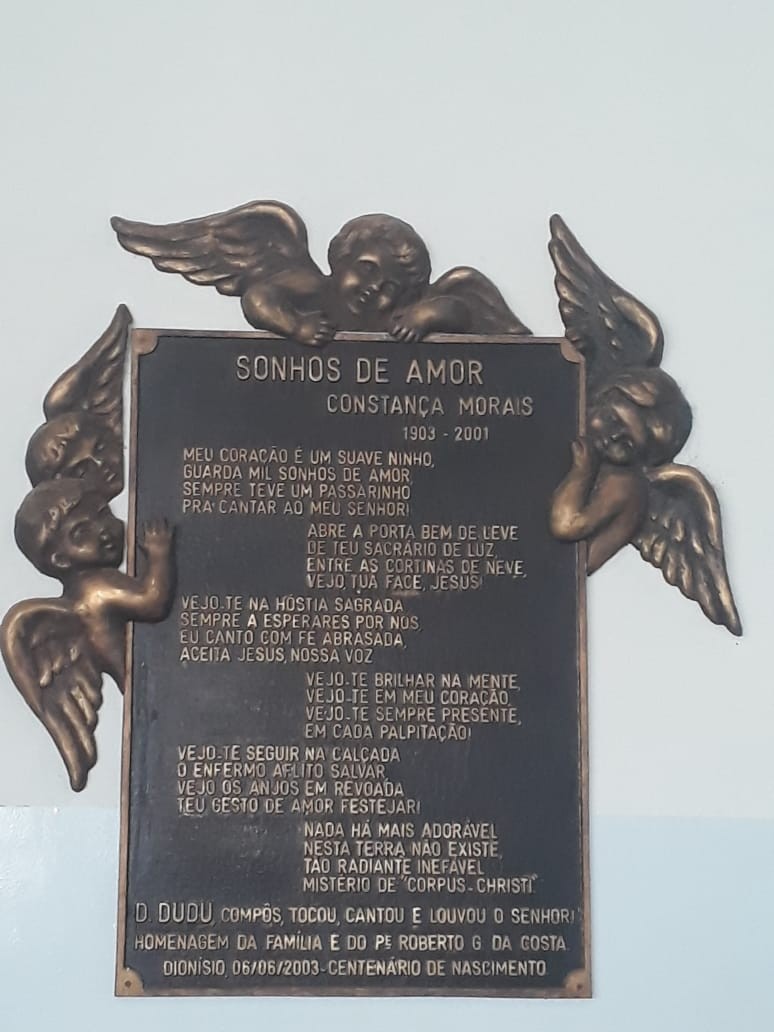 SONHOS DE AMOR
CONSTANÇA MORAIS
1903 - 2001
MEU CORAÇÃO É UM SUAVE NINHO,
GUARDA MIL SONHOS DE AMOR,
SEMPRE TEVE UM PASSARINHO
PRA CANTAR AO MEU SENHOR!
ABRE A PORTA BEM DE LEVE
DE TEU SACRÁRIO DE LUZ,
ENTRE AS CORTINAS DE NEVE,
VEJO, TUA FACE, JESUS!
VEJO-TE NA HÓSTIA SAGRADA
SEMPRE A ESPERARES POR NÓS,
EU CANTO COM FÉ ABRASADA,
ACEITA JESUS, NOSSA VOZ
VEJO-TE BRILHAR NA MENTE,
VEJO-TE EM MEU CORAÇÃO,
VEJO-TE SEMPRE PRESENTE,
EM CADA PALPITAÇÃO!
VEJO-TE SEGUIR NA CALÇADA
O ENFERMO AFLITO SALVAR,
VEJO OS ANJOS EM REVOADA
TEU GESTO DE AMOR FESTEJAR!
NADA HÁ MAIS ADORÁVEL
NESTA TERRA NÃO EXISTE,
TÃO RADIANTE INEFÁVEL
MISTÉRIO DE "CORPUS-CHRISTI".
D. DUDU, COMPÔS, TOCOU, CANTOU E LOUVOU O SENHOR!
HOMENAGEM DA FAMÍLIA E DO PE ROBERTO G. DA COSTA.
DIONÍSIO, 06/06/2003-CENTENÁRIO DE NASCIMENTO